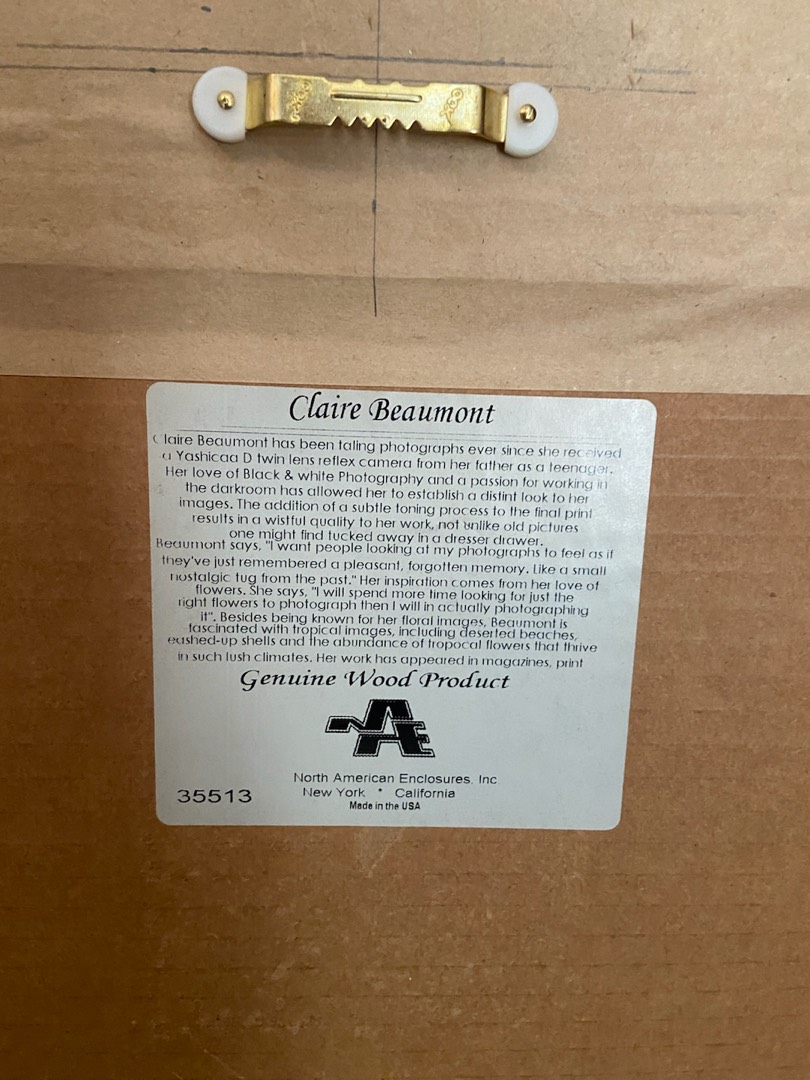 Claire Beaumont
Claire Beaumont has been taling photographs ever since she received
a Yashicaa D twin lens reflex camera from her father as a teenager.
Her love of Black & white Photography and a passion for working in
the darkroom has allowed her to establish a distint look to her
images. The addition of a subtle toning process to the final print
results in a wistful quality to her work, not unlike old pictures
one might find tucked away in a dresser drawer.
Beaumont says, "I want people looking at my photographs to feel as if
they've just remembered a pleasant, forgotten memory. Like a small
nostalgic tug from the past." Her inspiration comes from her love of
flowers. She says, "I will spend more time looking for just the
right flowers to photograph then I will in actually photographing
it". Besides being known for her floral images, Beaumont is
fascinated with tropical images, including deserted beaches,
eashed-up shells and the abundance of tropocal flowers that thrive
in such lush climates. Her work has appeared in magazines, print
Genuine Wood Product
NAE
North American Enclosures, Inc
New York * California
35513
Made in the USA